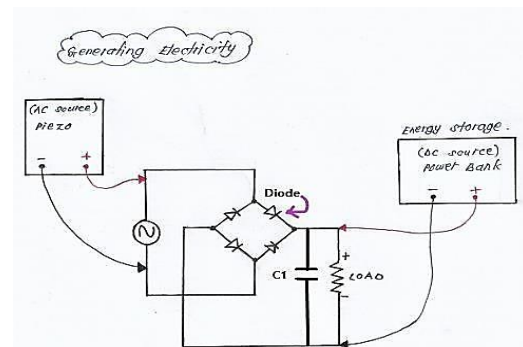 Generating Electricity
(AC source)
Piezo
- +
Energy storage.
(DC source)
Power Bank
- +
Diode
C1
+
LOAD
-